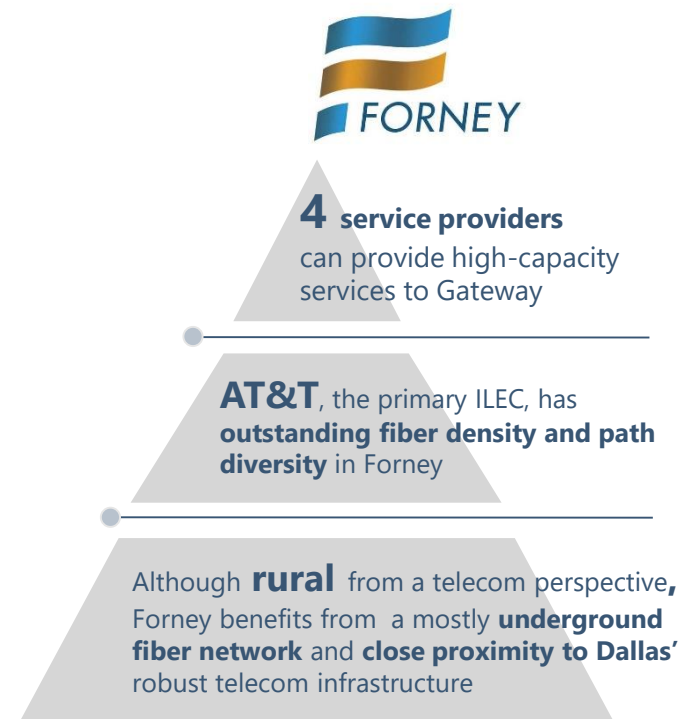 FORNEY
4 service providers
can provide high-capacity
services to Gateway
AT&T, the primary ILEC, has
outstanding fiber density and path
diversity in Forney
Although rural from a telecom perspective,
Forney benefits from a mostly underground
fiber network and close proximity to Dallas'
robust telecom infrastructure